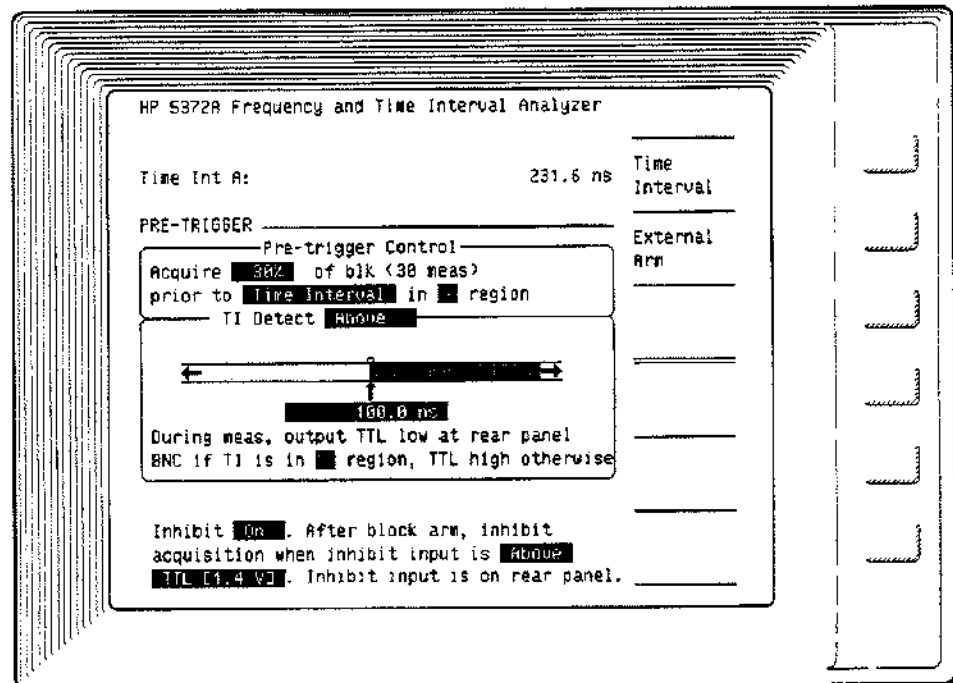 HP 5372A Frequency and Time Interval Analyzer
Time Int A: 231.6 ns
PRE-TRIGGER
Pre-trigger Control
Acquire 30% of blk (30 meas)
prior to Time Interval in region
TI Detect Above
100.0 ns
During meas, output TTL low at rear panel
BNC if TI is in region, TTL high otherwise
Inhibit On . After block arm, inhibit
acquisition when inhibit input is Above
TTL [1.4 V] . Inhibit input is on rear panel.
Time
Interval
External
Arm